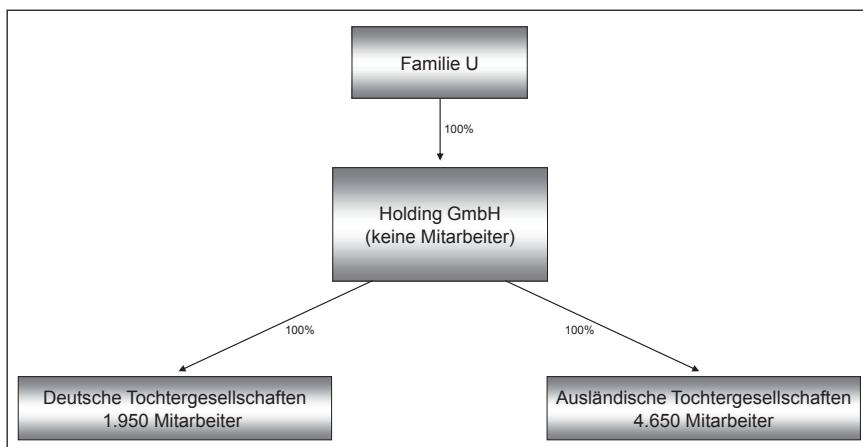 Familie U
100%
Holding GmbH
(keine Mitarbeiter)
100%
100%
Deutsche Tochtergesellschaften
1.950 Mitarbeiter
Ausländische Tochtergesellschaften
4.650 Mitarbeiter